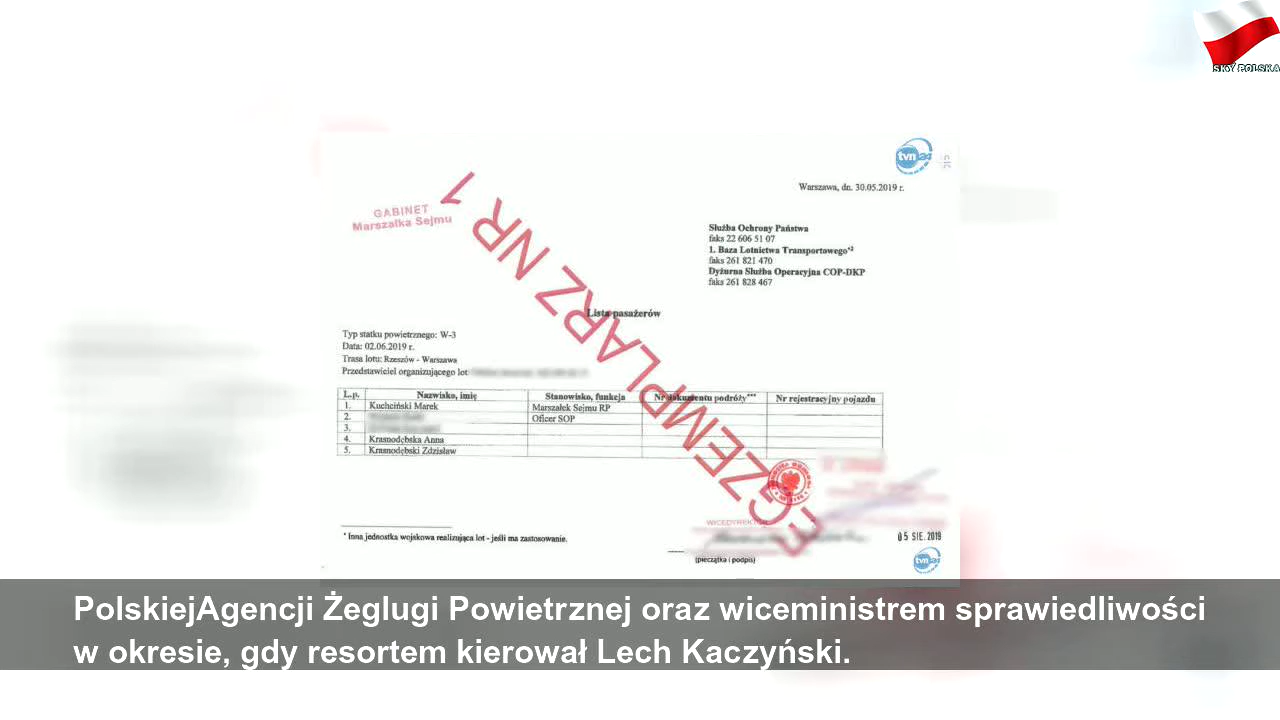 SKY POLSKA
tvn24
Warszawa, dn. 30.05.2019 r.
GABINET
Marszałka Sejmu
Służba Ochrony Państwa
faks 22 606 51 07
1. Baza Lotnictwa Transportowego*²
faks 261 821 470
Dyżurna Służba Operacyjna COP-DKP
faks 261 828 467
EGZEMPLARZ NR 1
Lista pasażerów
Typ statku powietrznego: W-3
Data: 02.06.2019 r.
Trasa lotu: Rzeszów - Warszawa
Przedstawiciel organizującego lot
L.p. Nazwisko, imię Stanowisko, funkcja Nr dokumentu podróży*** Nr rejestracyjny pojazdu
1. Kuchciński Marek Marszałek Sejmu RP
2. Oficer SOP
3.
4. Krasnodębska Anna
5. Krasnodębski Zdzisław
WICEDYREKTOR
* Inna jednostka wojskowa realizująca lot - jeśli ma zastosowanie.
05 SIE. 2019
(pieczątka i podpis)
tvn24
PolskiejAgencji Żeglugi Powietrznej oraz wiceministrem sprawiedliwości
w okresie, gdy resortem kierował Lech Kaczyński.